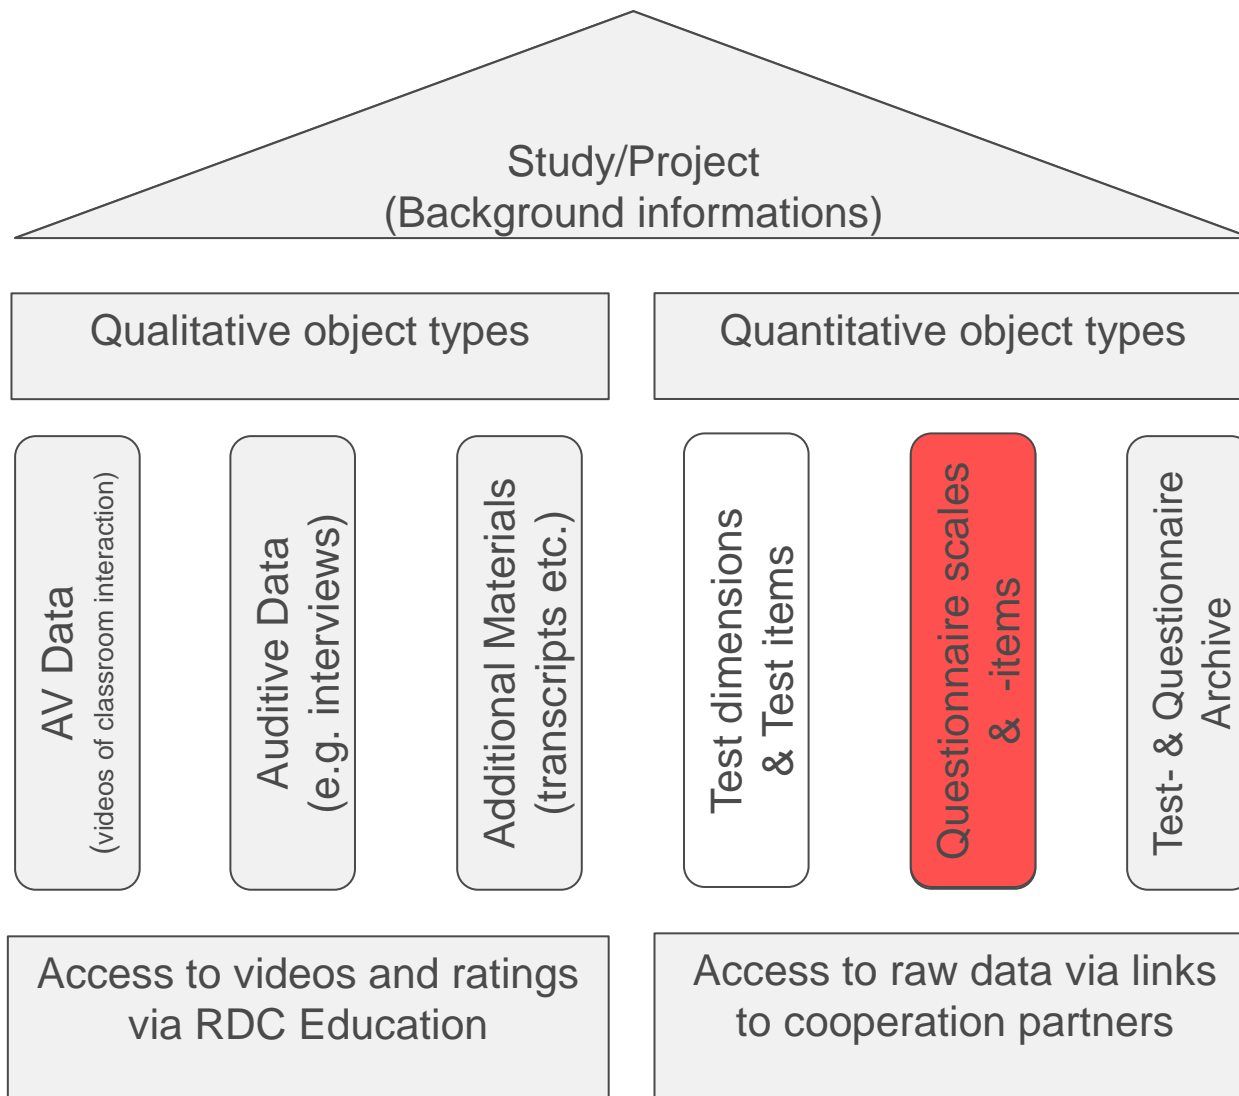 Study/Project
(Background informations)
Qualitative object types
Quantitative object types
AV Data
(videos of classroom interaction)
Auditive Data
(e.g. interviews)
Additional Materials
(transcripts etc.)
Test dimensions
& Test items
Questionnaire scales
& -items
Test- & Questionnaire
Archive
Access to videos and ratings
via RDC Education
Access to raw data via links
to cooperation partners